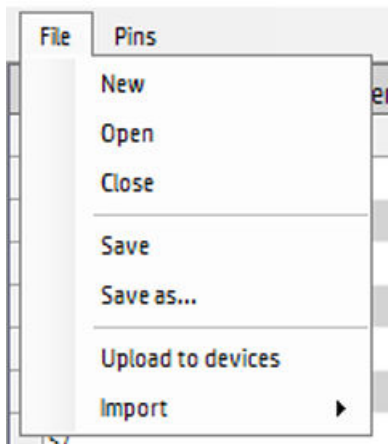 File Pins
New
Open
Close
Save
Save as...
Upload to devices
Import